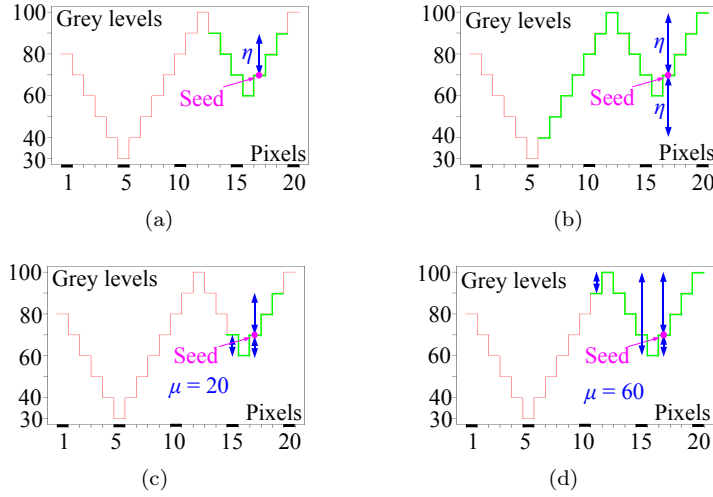 100
Grey levels
80
η
60
Seed
40
30
Pixels
1 5 10 15 20
(a)
100
Grey levels
80
60
Seed
η
η
40
30
Pixels
1 5 10 15 20
(b)
100
Grey levels
80
60
Seed
μ = 20
40
30
Pixels
1 5 10 15 20
(c)
100
Grey levels
80
60
Seed
μ = 60
40
30
Pixels
1 5 10 15 20
(d)